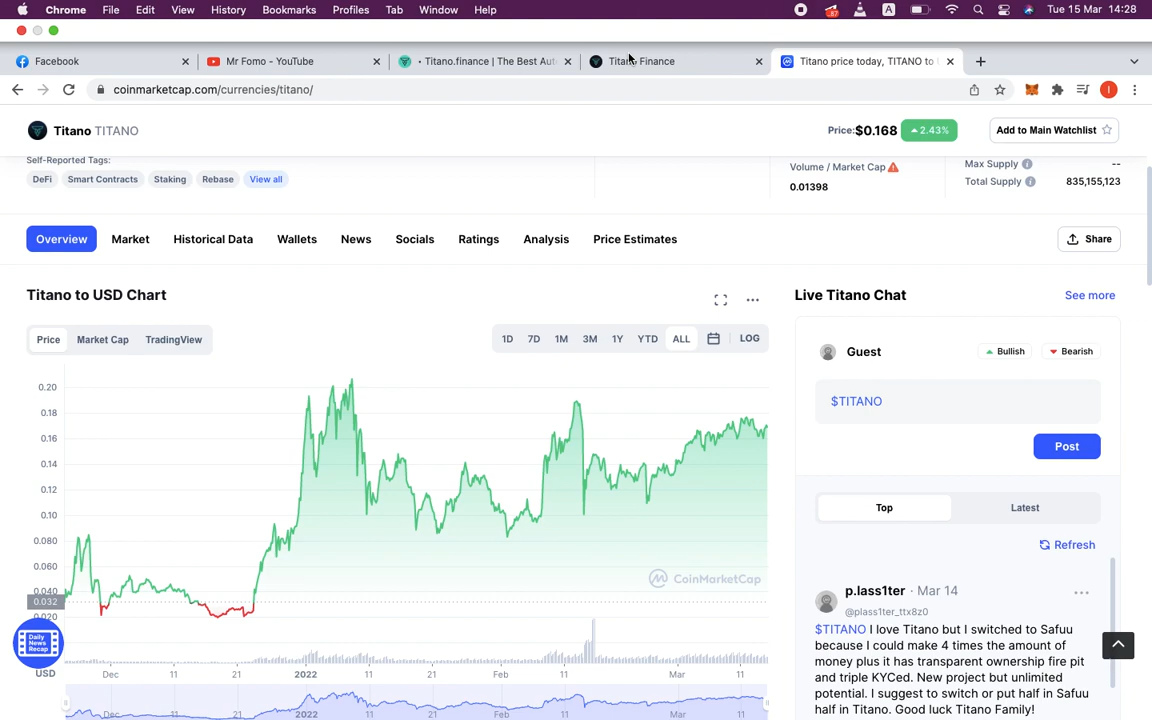 Chrome File Edit View History Bookmarks Profiles Tab Window Help 87 A Tue 15 Mar 14:28
Facebook Mr Fomo - YouTube • Titano.finance | The Best Aut Finance Titano price today, TITANO to
coinmarketcap.com/currencies/titano/ I
Titano TITANO Price:$0.168 2.43% Add to Main Watchlist
Self-Reported Tags:
DeFi Smart Contracts Staking Rebase View all
Volume / Market Cap
0.01398
Max Supply --
Total Supply 835,155,123
Overview Market Historical Data Wallets News Socials Ratings Analysis Price Estimates Share
Titano to USD Chart
Price Market Cap TradingView 1D 7D 1M 3M 1Y YTD ALL LOG
0.20
0.18
0.16
0.14
0.12
0.10
0.080
0.060
0.040
0.032
0.020
CoinMarketCap
Daily
News
Recap
USD
Dec 11 21 2022 11 21 Feb 11 Mar 11
Dec 11 21 2022 11 21 Feb 11 Mar 11
Live Titano Chat See more
Guest Bullish Bearish
$TITANO
Post
Top Latest
Refresh
p.lass1ter · Mar 14
@plass1ter_ttx8z0
$TITANO I love Titano but I switched to Safuu
because I could make 4 times the amount of
money plus it has transparent ownership fire pit
and triple KYCed. New project but unlimited
potential. I suggest to switch or put half in Safuu
half in Titano. Good luck Titano Family!